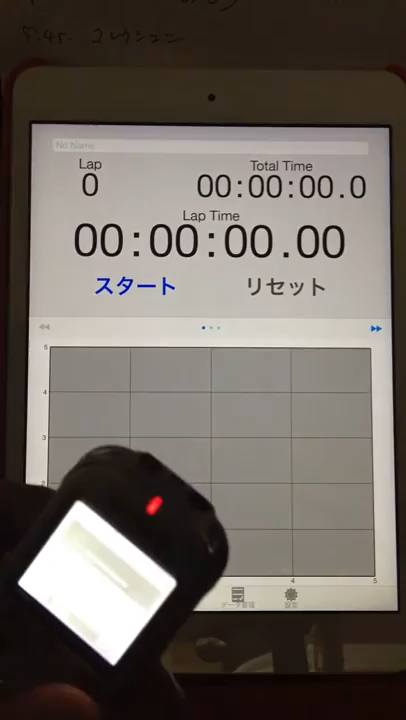 5:45. コレクション
No Name
Lap
Total Time
0
00:00:00.0
Lap Time
00:00:00.00
スタート
リセット
5
4
3
2
4
5
データ管理
設定